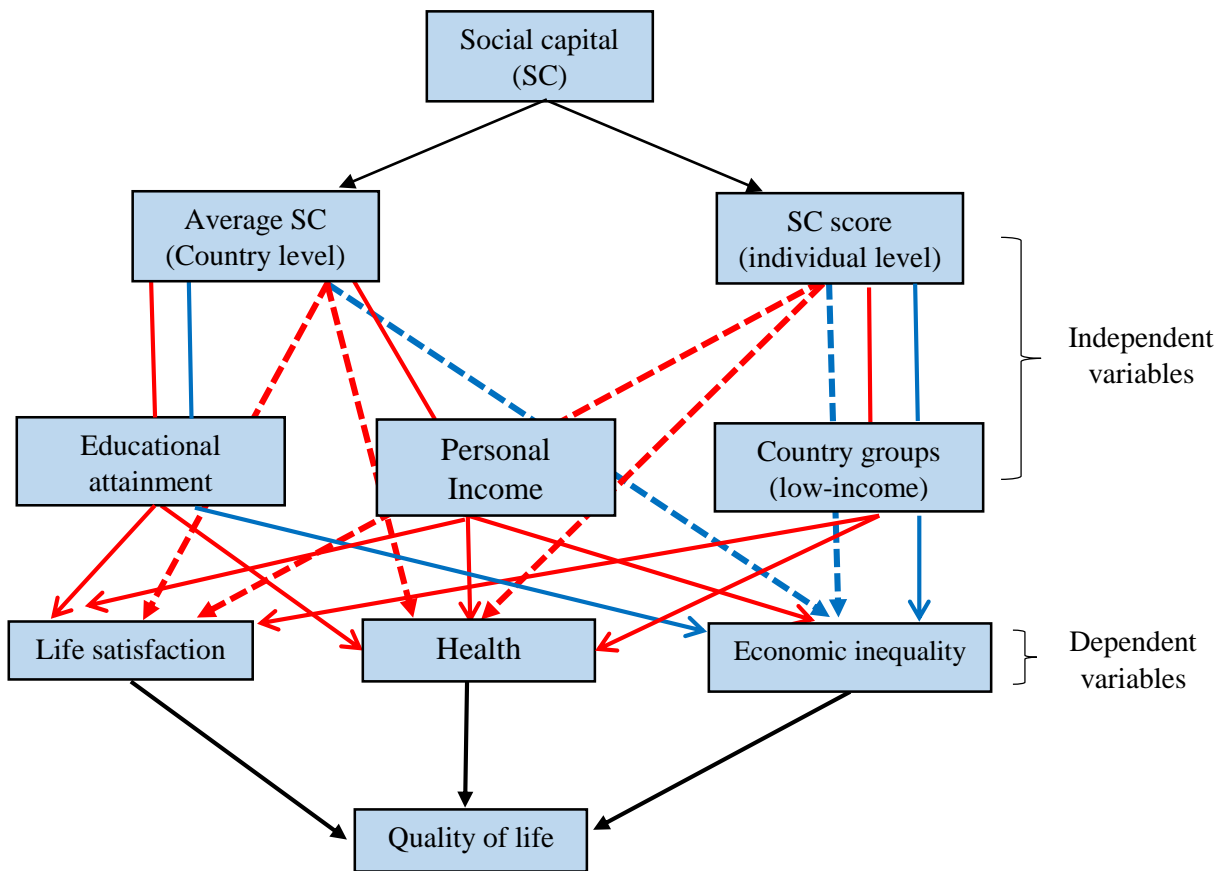 Social capital
(SC)
Average SC
(Country level)
SC score
(individual level)
Independent
variables
Educational
attainment
Personal
Income
Country groups
(low-income)
Life satisfaction
Health
Economic inequality
Dependent
variables
Quality of life